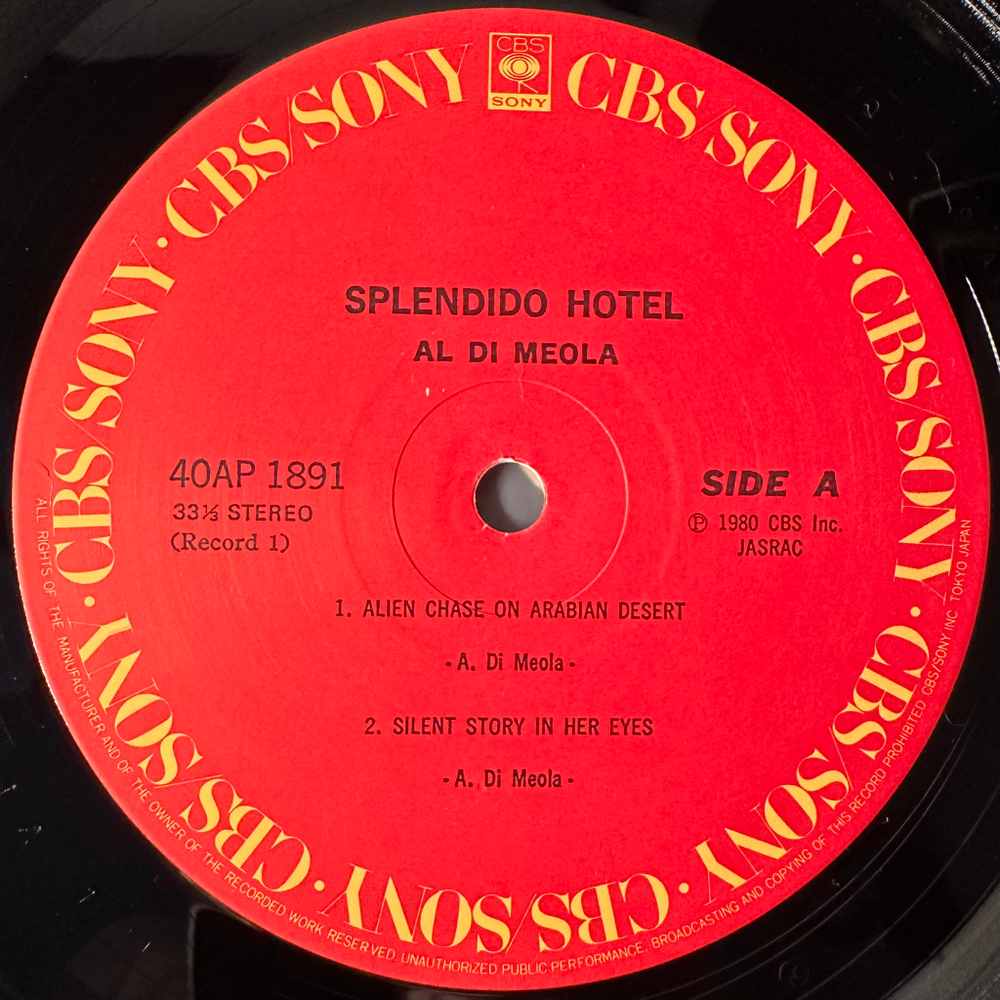 CBS
SONY
CBS/SONY · CBS/SONY · CBS/SONY · CBS/SONY · CBS/SONY · CBS/SONY · CBS/SONY · CBS/SONY
SPLENDIDO HOTEL
AL DI MEOLA
40AP 1891
33⅓ STEREO
(Record 1)
SIDE A
℗ 1980 CBS Inc.
JASRAC
1. ALIEN CHASE ON ARABIAN DESERT
- A. Di Meola -
2. SILENT STORY IN HER EYES
- A. Di Meola -
ALL RIGHTS OF THE MANUFACTURER AND OF THE OWNER OF THE RECORDED WORK RESERVED. UNAUTHORIZED PUBLIC PERFORMANCE, BROADCASTING AND COPYING OF THIS RECORD PROHIBITED CBS/SONY INC TOKYO JAPAN